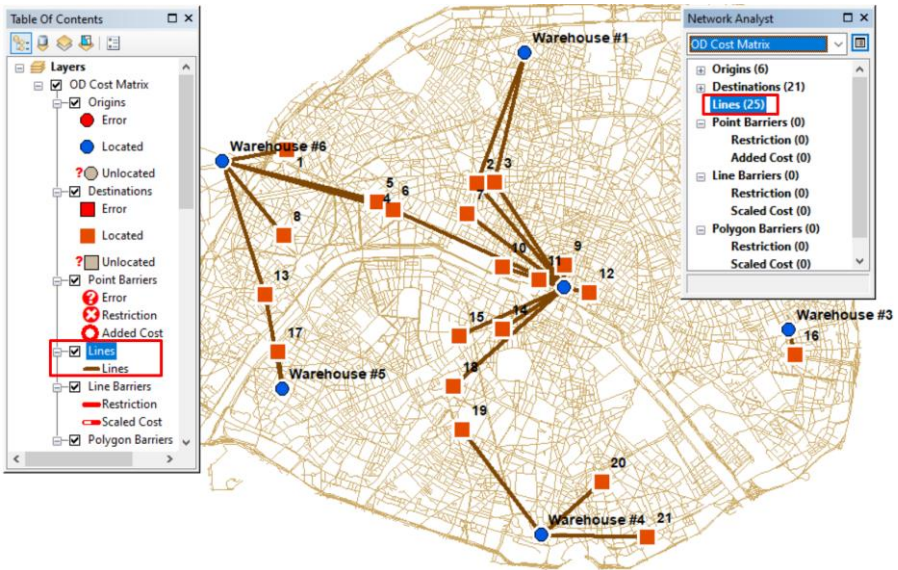 Table Of Contents
Layers
OD Cost Matrix
Origins
Error
Located
Unlocated
Destinations
Error
Located
Unlocated
Point Barriers
Error
Restriction
Added Cost
Lines
Lines
Line Barriers
Restriction
Scaled Cost
Polygon Barriers
Warehouse #1
Warehouse #6
1
2
3
5
4
6
7
8
9
10
11
12
13
14
15
Warehouse #3
16
17
Warehouse #5
18
19
20
Warehouse #4
21
Network Analyst
OD Cost Matrix
Origins (6)
Destinations (21)
Lines (25)
Point Barriers (0)
Restriction (0)
Added Cost (0)
Line Barriers (0)
Restriction (0)
Scaled Cost (0)
Polygon Barriers (0)
Restriction (0)
Scaled Cost (0)